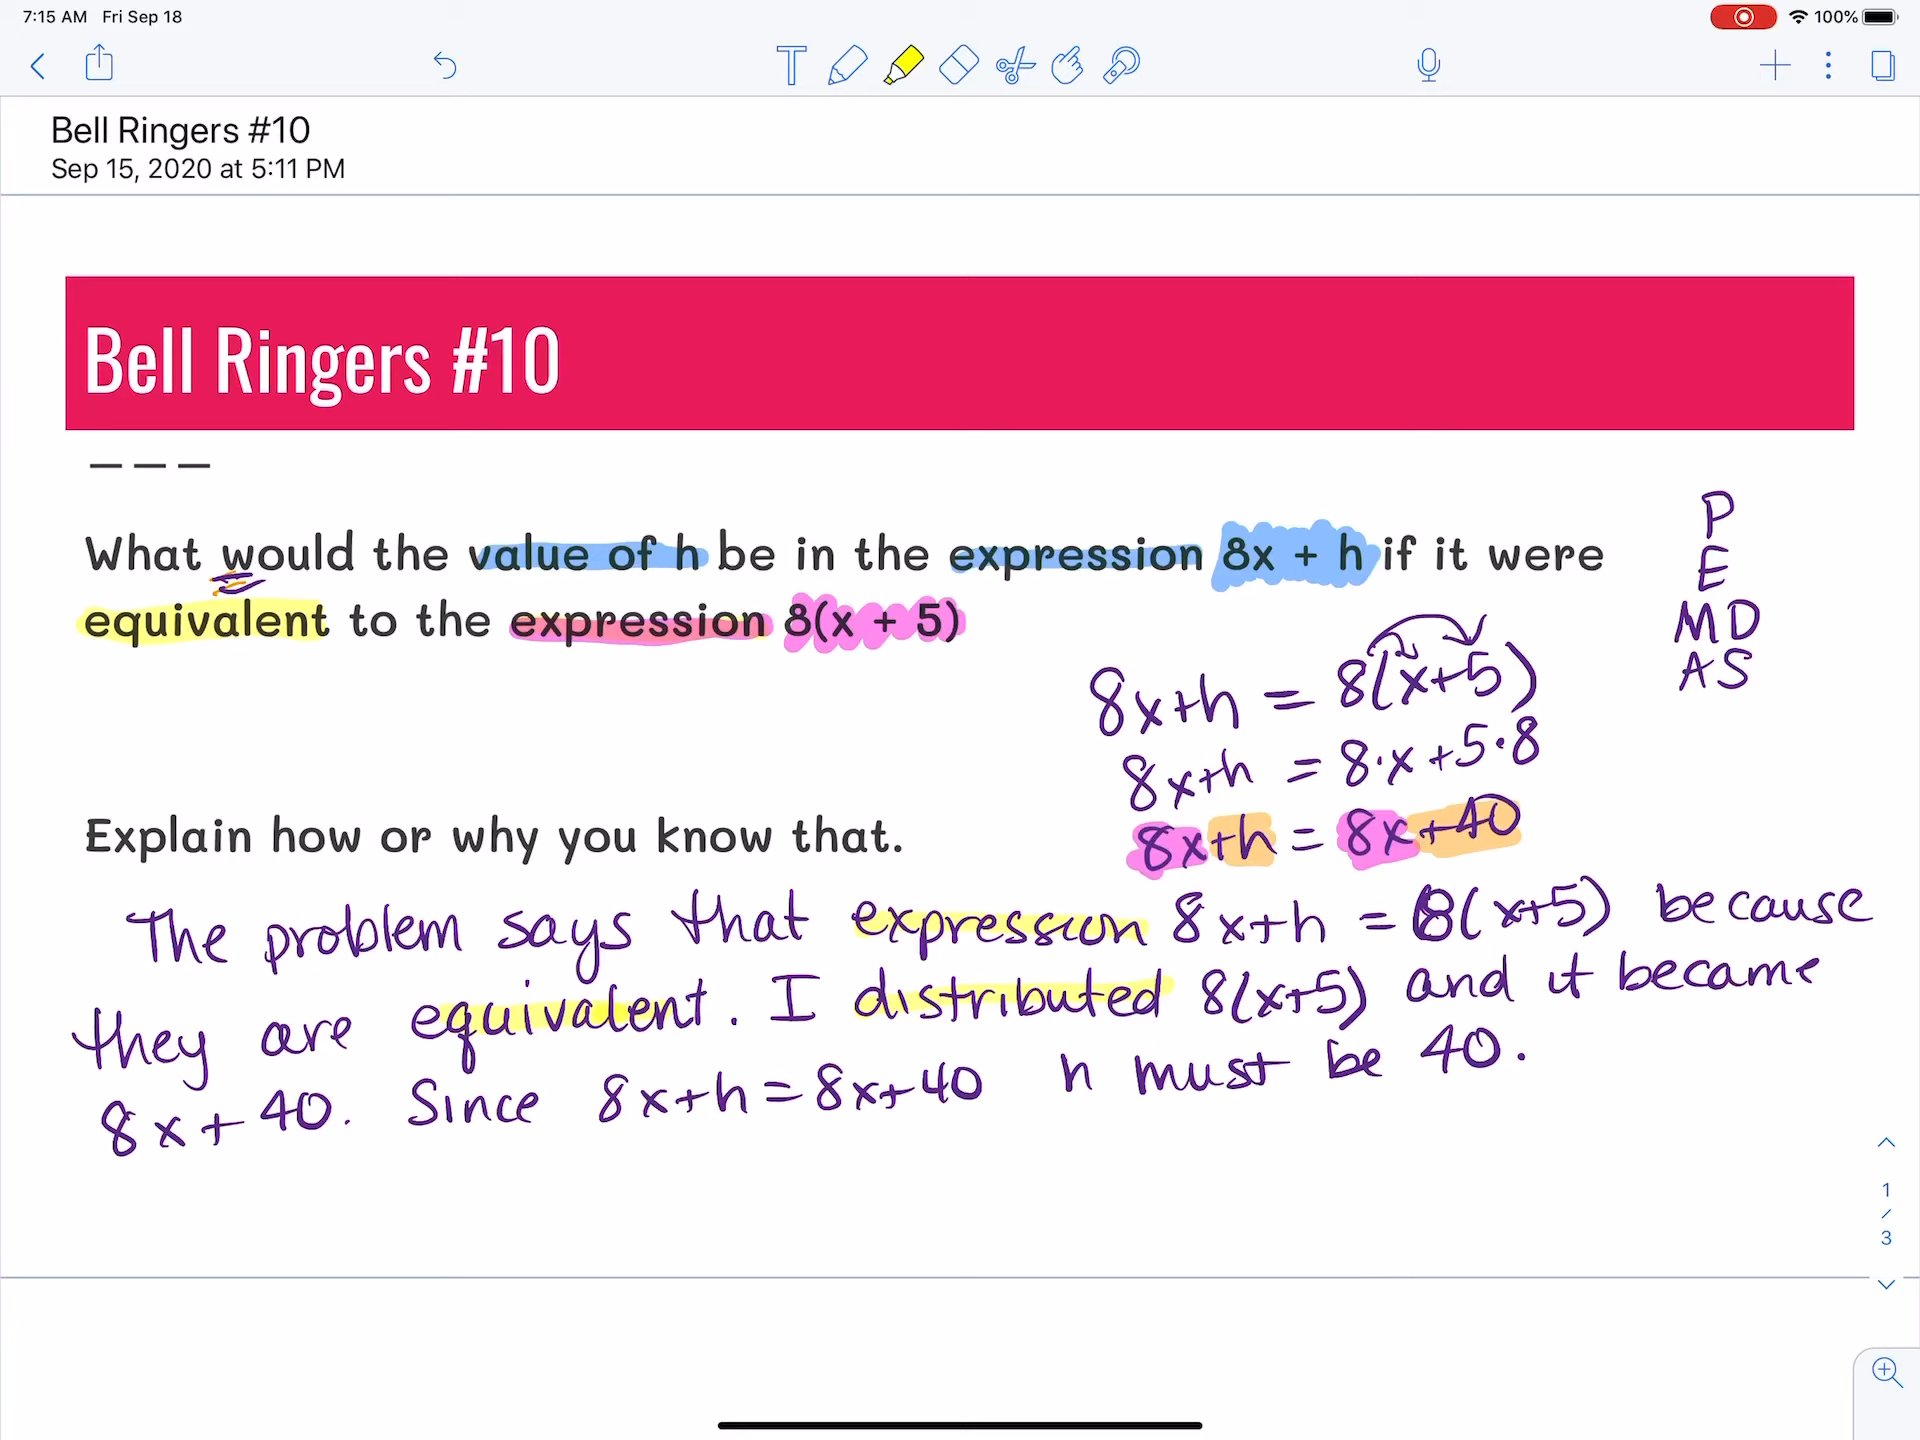 7:15 AM Fri Sep 18
100%
Bell Ringers #10
Sep 15, 2020 at 5:11 PM
Bell Ringers #10
What would the value of h be in the expression 8x + h if it were
equivalent to the expression 8(x + 5)
P
E
MD
AS
8x+h = 8(x+5)
8x+h = 8·x+5·8
8x+h = 8x+40
Explain how or why you know that.
The problem says that expression 8x+h = 8(x+5) because
they are equivalent. I distributed 8(x+5) and it became
8x+40. Since 8x+h=8x+40 h must be 40.
1
/
3